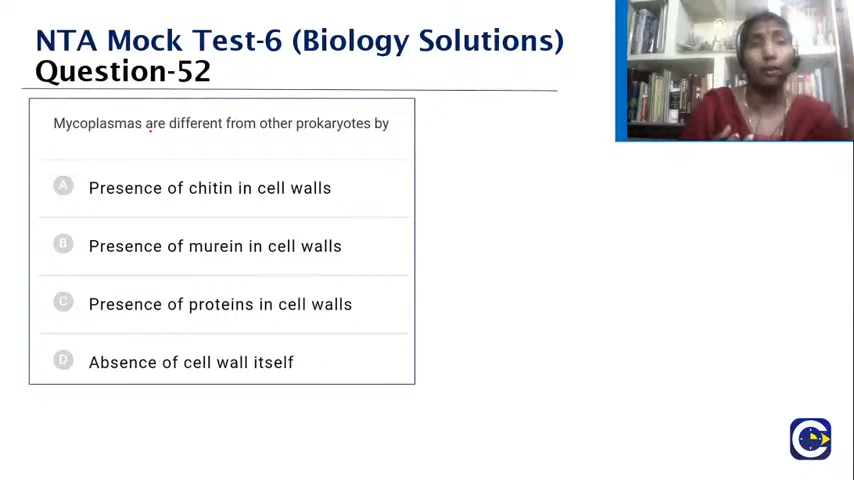 NTA Mock Test-6 (Biology Solutions)
Question-52
Mycoplasmas are different from other prokaryotes by
A Presence of chitin in cell walls
B Presence of murein in cell walls
C Presence of proteins in cell walls
D Absence of cell wall itself